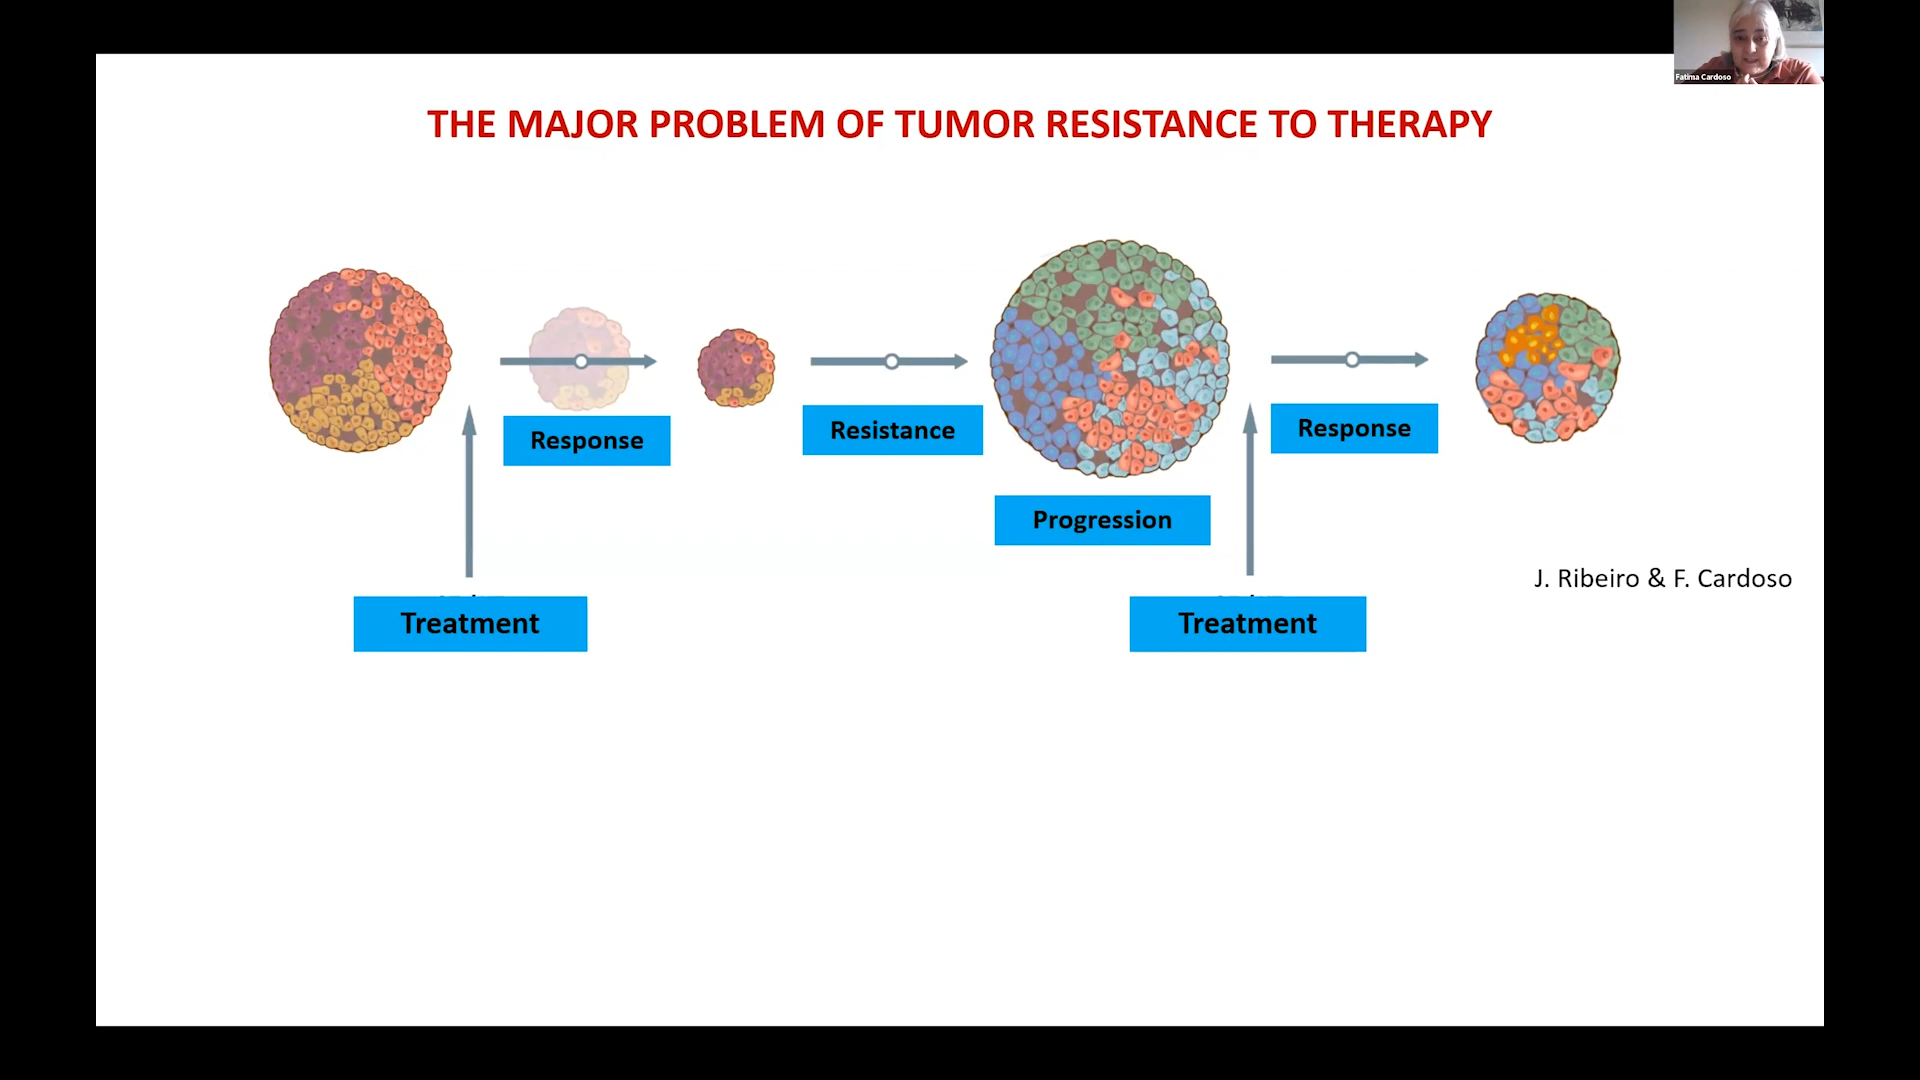 Fatima Cardoso
THE MAJOR PROBLEM OF TUMOR RESISTANCE TO THERAPY
Response
Resistance
Response
Progression
J. Ribeiro & F. Cardoso
Treatment
Treatment